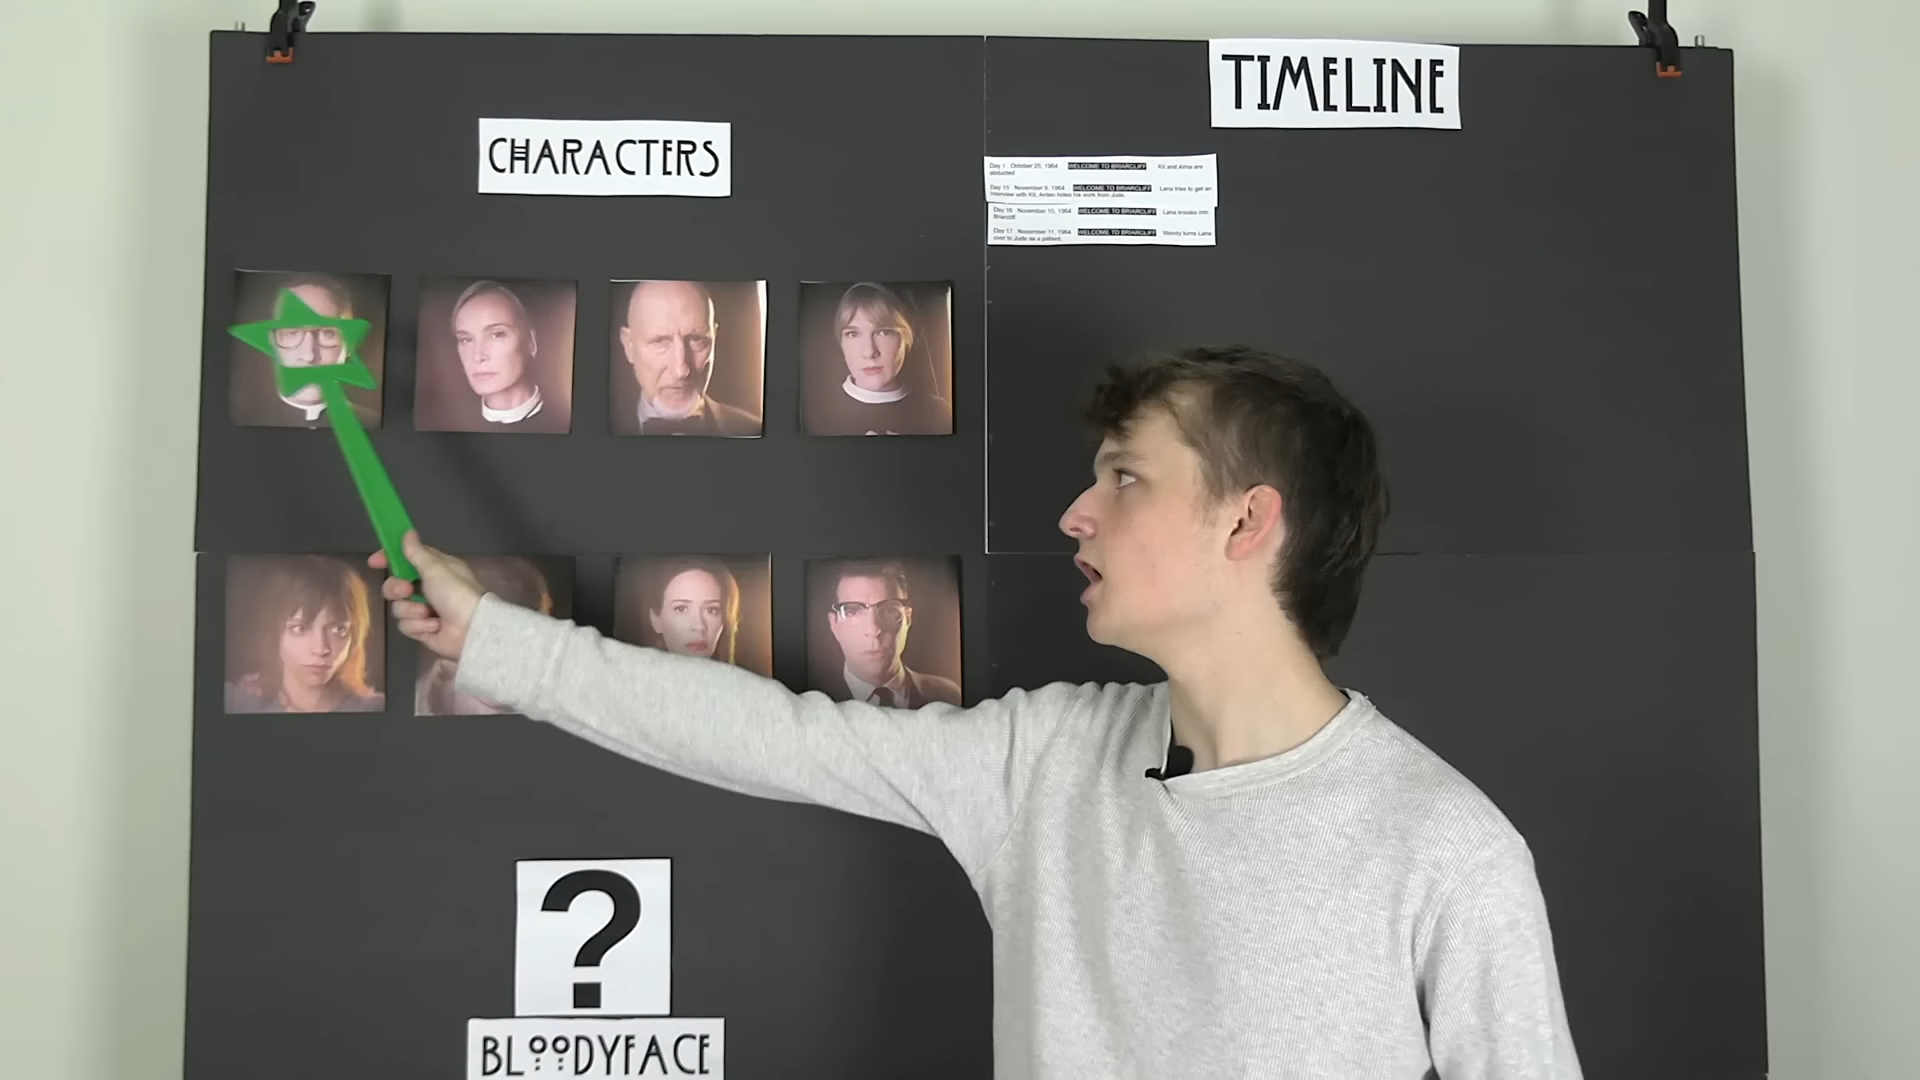 TIMELINE
CHARACTERS
Day 1 October 25, 1964 WELCOME TO BRIARCLIFF Kit and Alma are
abducted
Day 15 November 9, 1964 WELCOME TO BRIARCLIFF Lana tries to get an
interview with Kit, Arden hides his work from Jude.
Day 16 November 10, 1964 WELCOME TO BRIARCLIFF Lana sneaks into
Briarcliff
Day 17 November 11, 1964 WELCOME TO BRIARCLIFF Wendy turns Lana
over to Jude as a patient.
?
BLOODYFACE